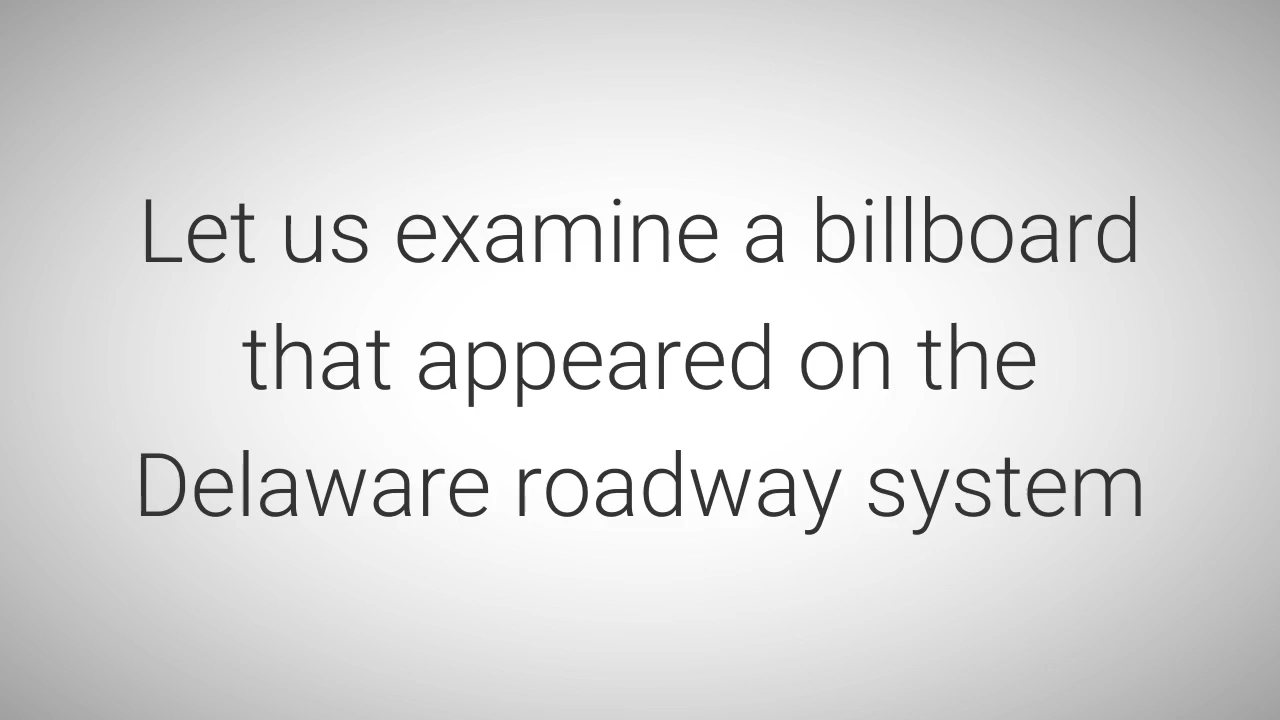 Let us examine a billboard
that appeared on the
Delaware roadway system